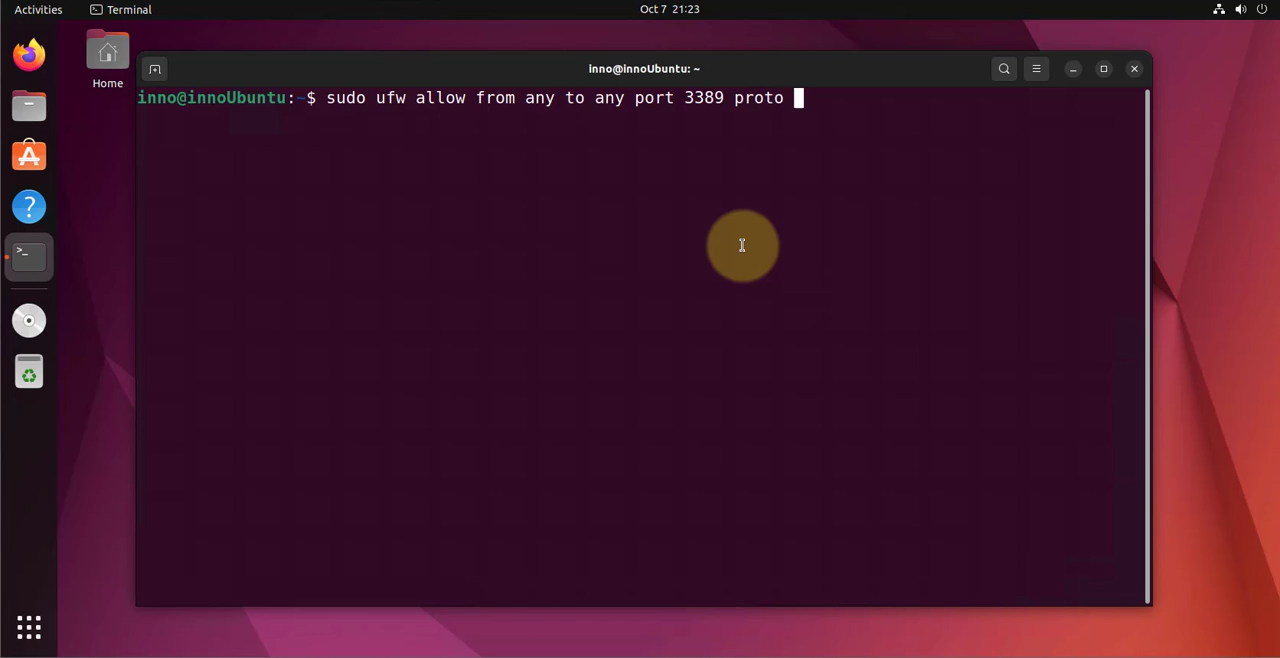 Activities Terminal Oct 7 21:23
Home
inno@innoUbuntu: ~
inno@innoUbuntu:~$ sudo ufw allow from any to any port 3389 proto